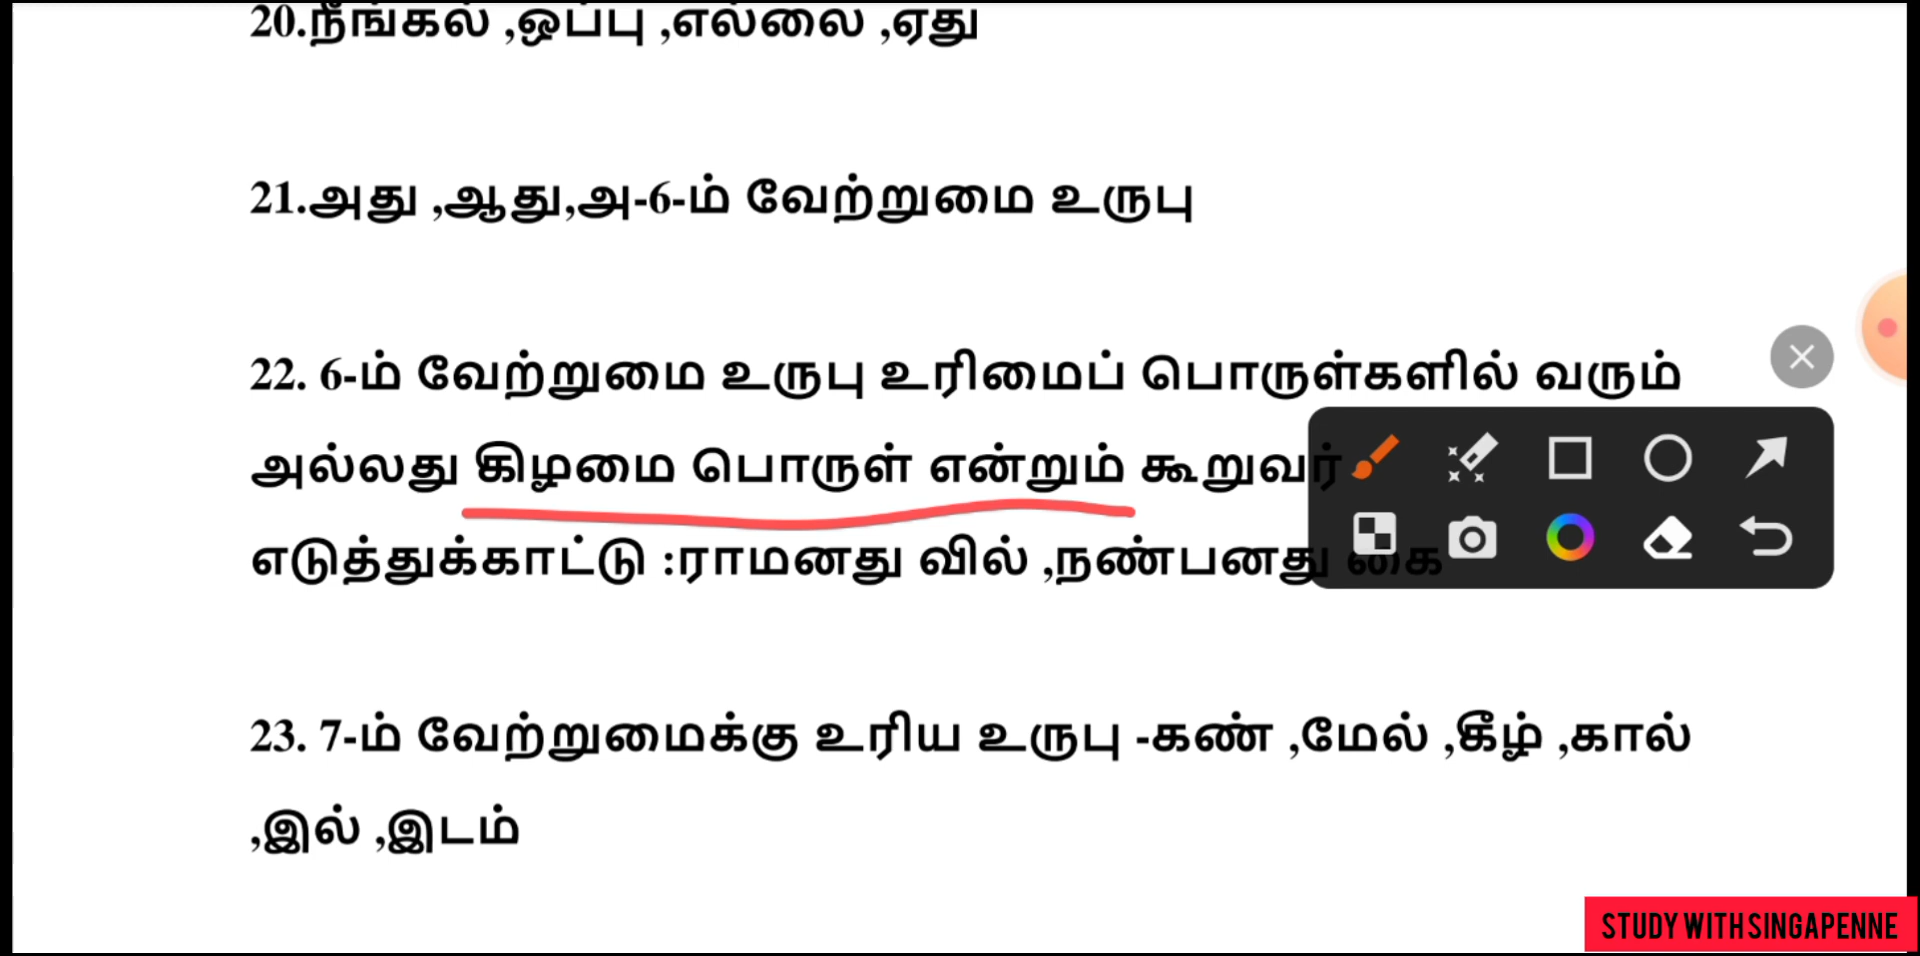 20.நீங்கல் ,ஒப்பு ,எல்லை ,ஏது
21.அது ,ஆது,அ-6-ம் வேற்றுமை உருபு
22. 6-ம் வேற்றுமை உருபு உரிமைப் பொருள்களில் வரும்
அல்லது கிழமை பொருள் என்றும் கூறுவர்
எடுத்துக்காட்டு :ராமனது வில் ,நண்பனது கை
23. 7-ம் வேற்றுமைக்கு உரிய உருபு -கண் ,மேல் ,கீழ் ,கால்
,இல் ,இடம்
STUDY WITH SINGAPENNE